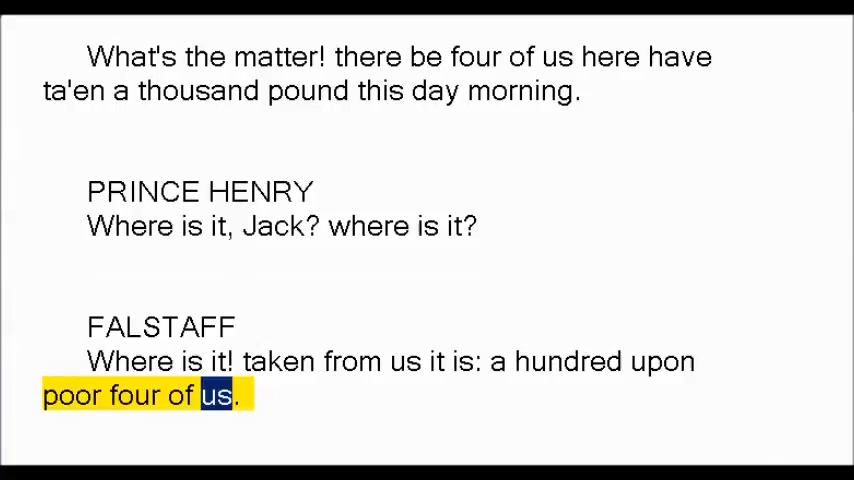 What's the matter! there be four of us here have
ta'en a thousand pound this day morning.
PRINCE HENRY
Where is it, Jack? where is it?
FALSTAFF
Where is it! taken from us it is: a hundred upon
poor four of us.